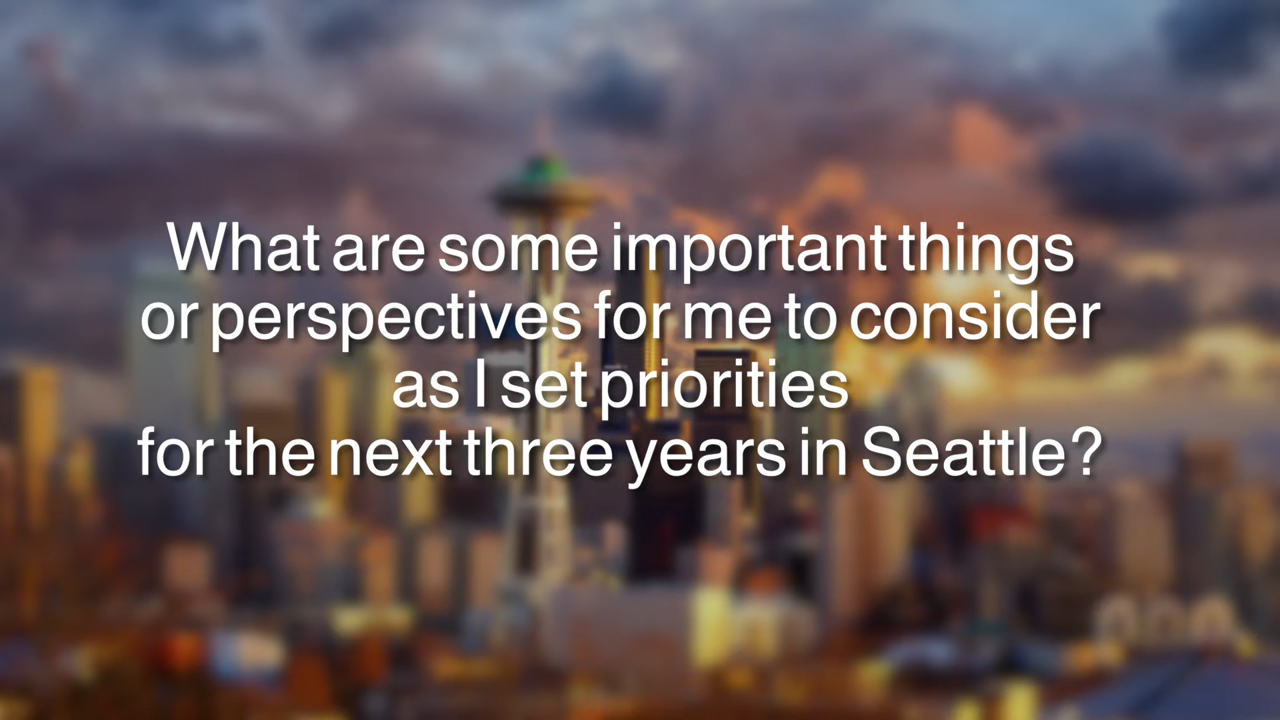 What are some important things
or perspectives for me to consider
as I set priorities
for the next three years in Seattle?